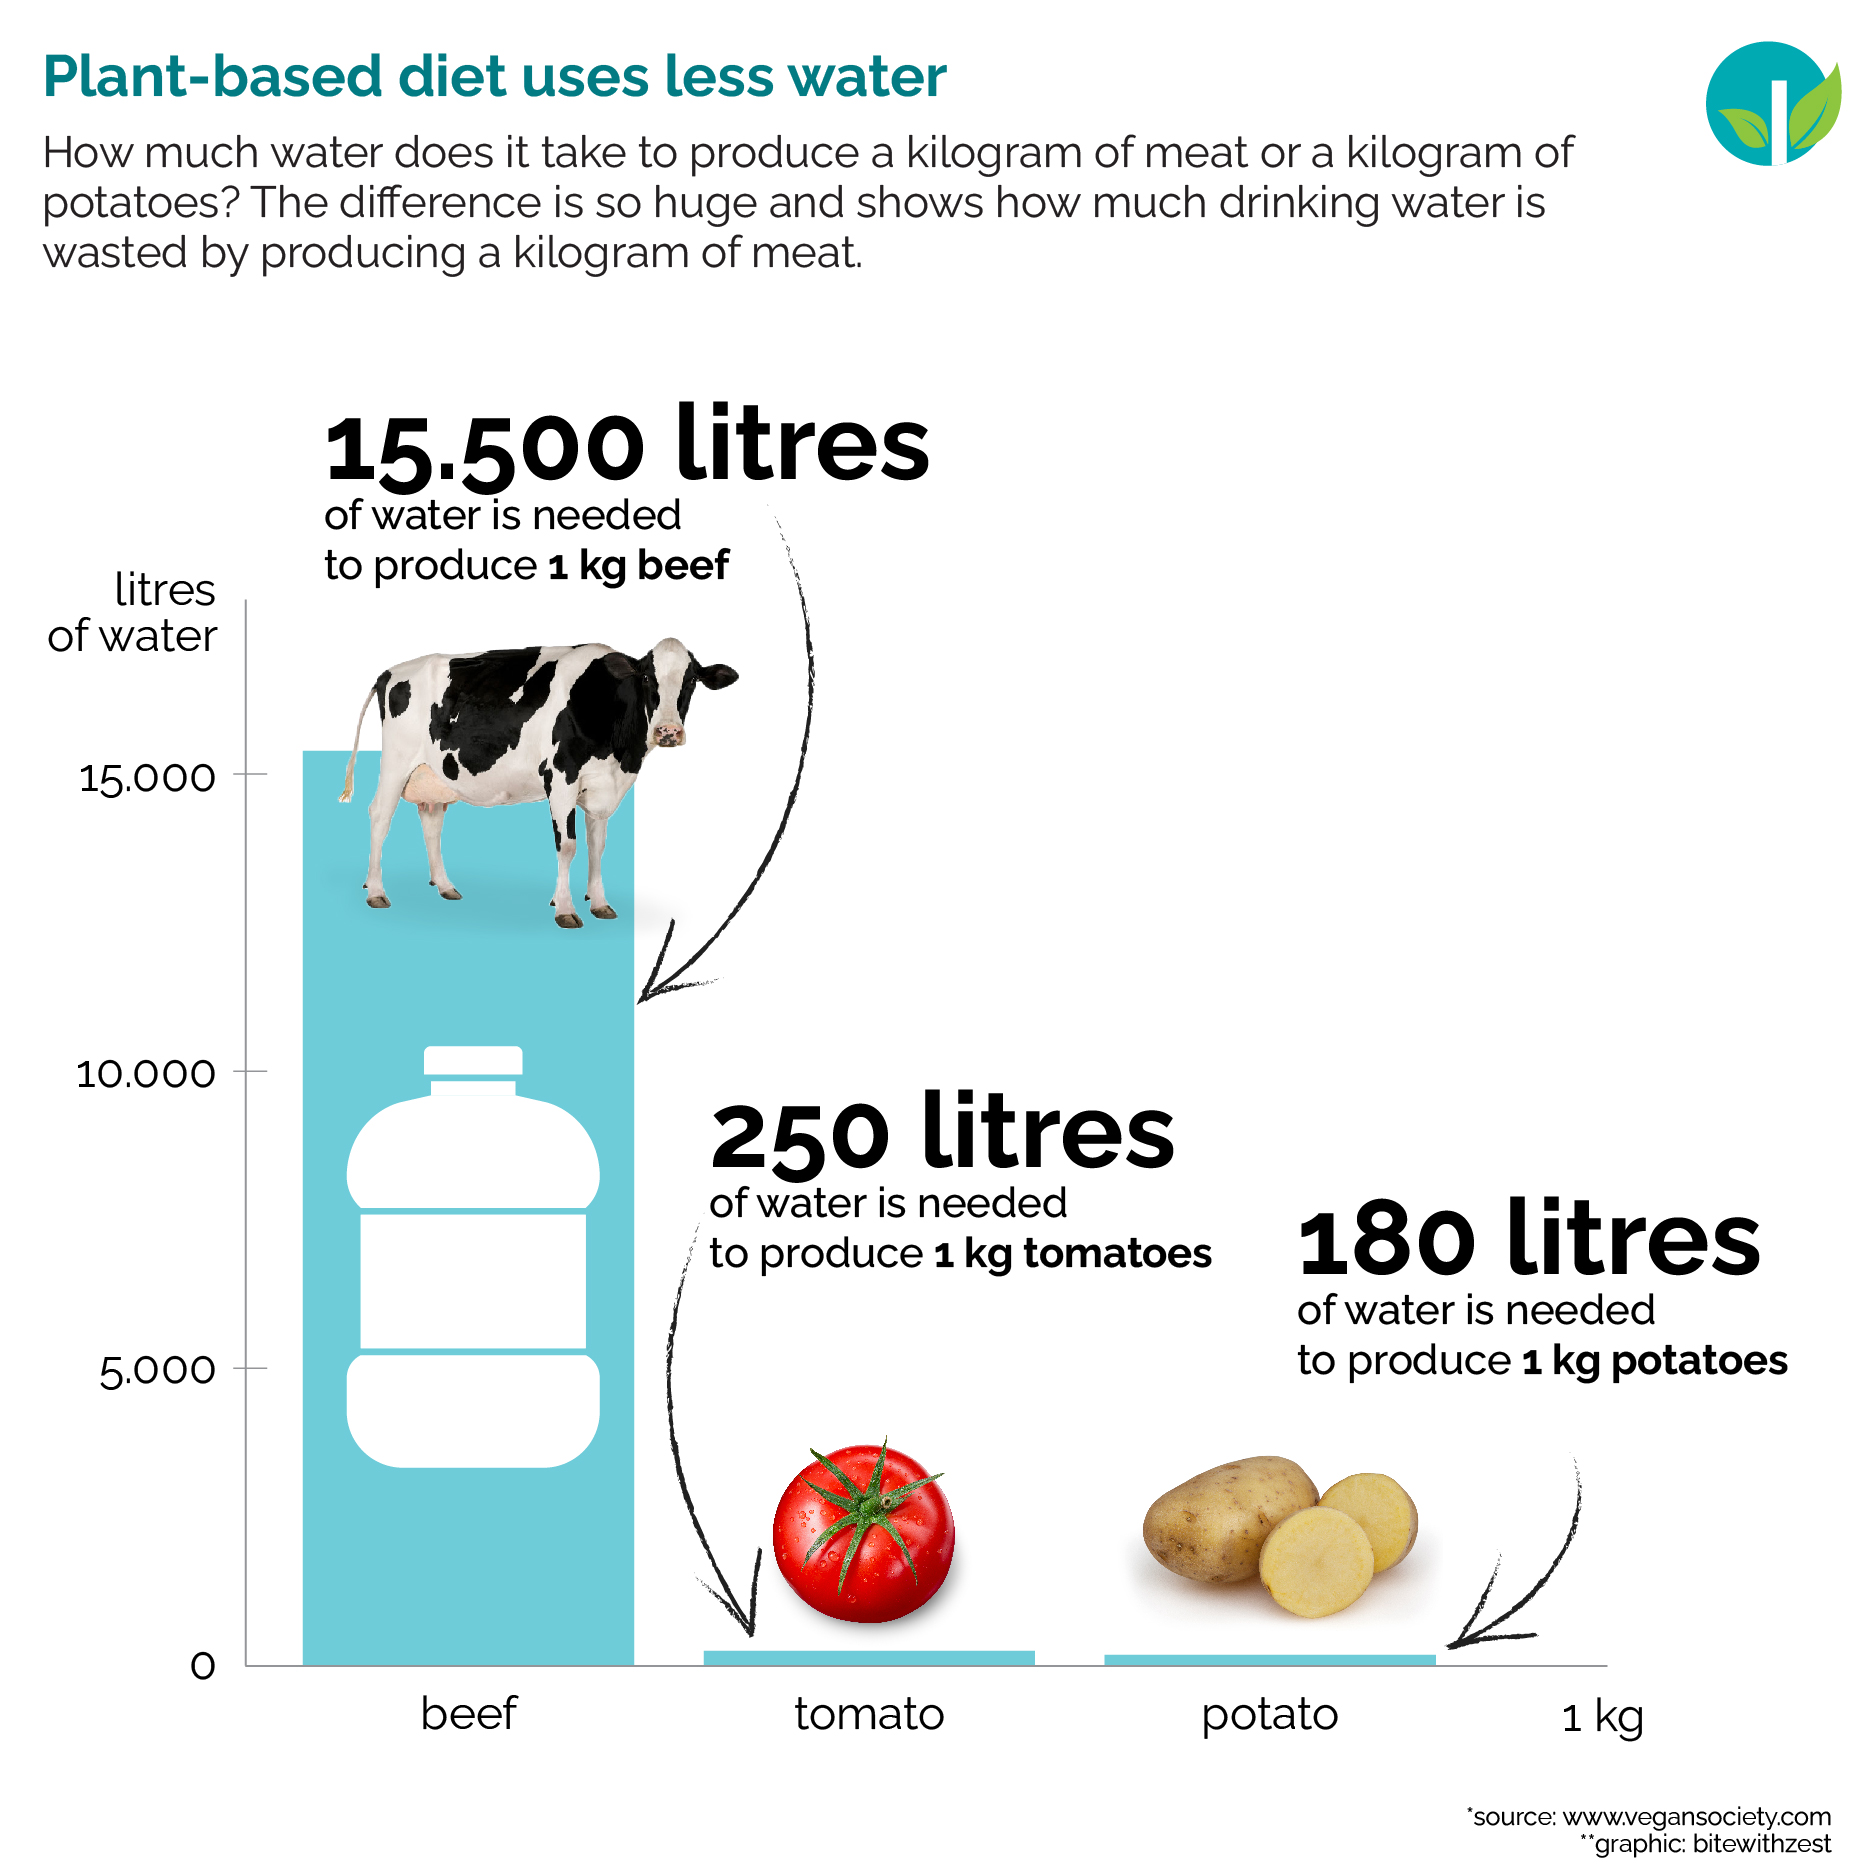 Plant-based diet uses less water
How much water does it take to produce a kilogram of meat or a kilogram of
potatoes? The difference is so huge and shows how much drinking water is
wasted by producing a kilogram of meat.
15.500 litres
of water is needed
to produce 1 kg beef
litres
of water
15.000
10.000
5.000
0
250 litres
of water is needed
to produce 1 kg tomatoes
180 litres
of water is needed
to produce 1 kg potatoes
beef
tomato
potato
1 kg
*source: www.vegansociety.com
**graphic: bitewithzest